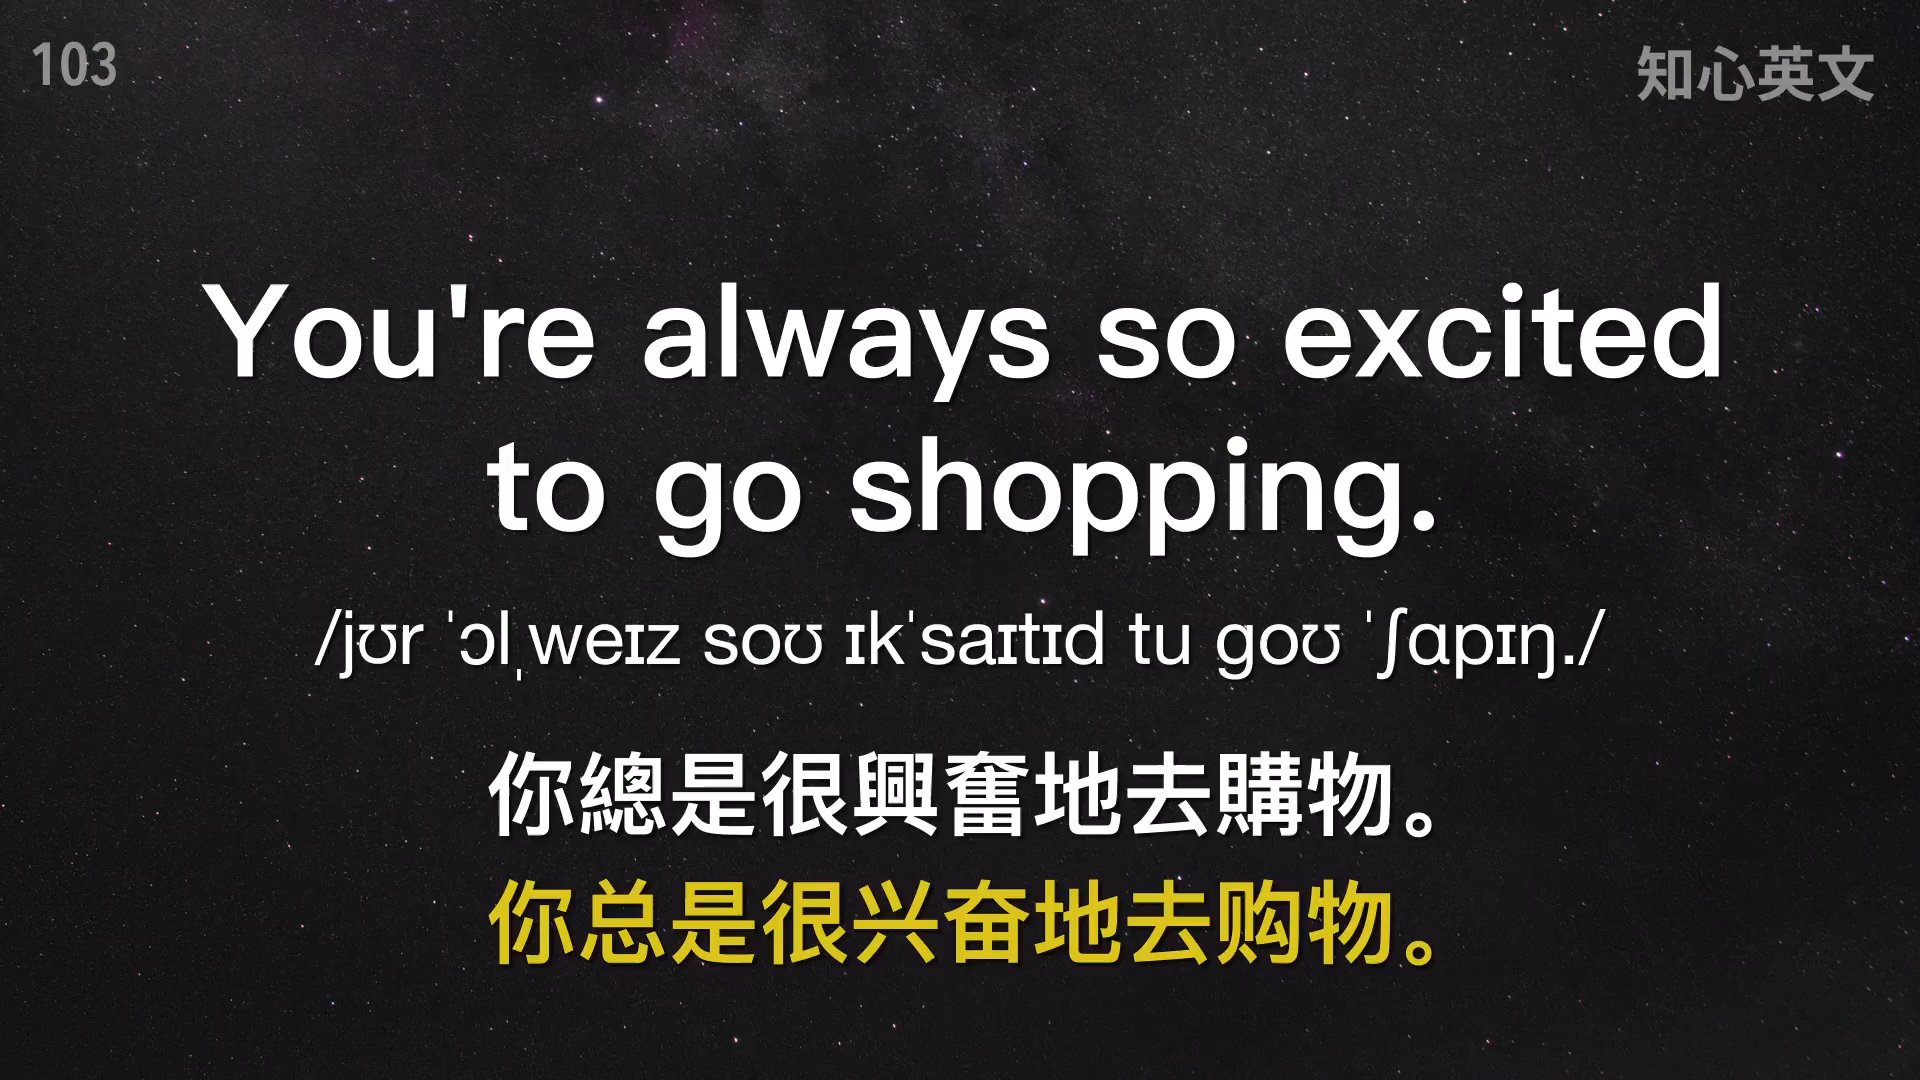 103
知心英文
You're always so excited
to go shopping.
/jʊr ˈɔlˌweɪz soʊ ɪkˈsaɪtɪd tu goʊ ˈʃɑpɪŋ./
你總是很興奮地去購物。
你总是很兴奋地去购物。